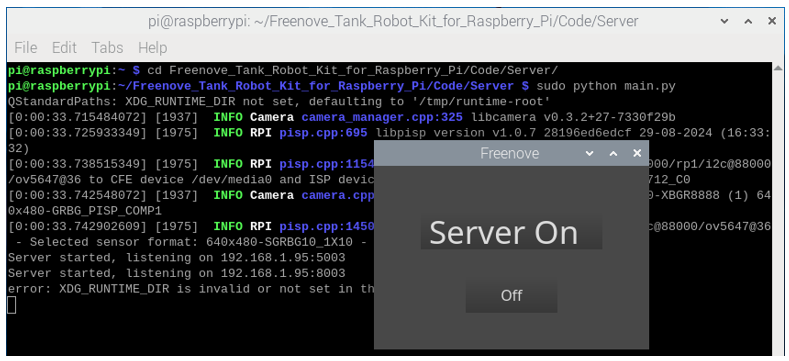 pi@raspberrypi: ~/Freenove_Tank_Robot_Kit_for_Raspberry_Pi/Code/Server
File Edit Tabs Help
pi@raspberrypi:~ $ cd Freenove_Tank_Robot_Kit_for_Raspberry_Pi/Code/Server/
pi@raspberrypi:~/Freenove_Tank_Robot_Kit_for_Raspberry_Pi/Code/Server $ sudo python main.py
QStandardPaths: XDG_RUNTIME_DIR not set, defaulting to '/tmp/runtime-root'
[0:00:33.715484072] [1937] INFO Camera camera_manager.cpp:325 libcamera v0.3.2+27-7330f29b
[0:00:33.725933349] [1975] INFO RPI pisp.cpp:695 libpisp version v1.0.7 28196ed6edcf 29-08-2024 (16:33:
32)
[0:00:33.738515349] [1975] INFO RPI pisp.cpp:1154 000/rp1/i2c@88000
/ov5647@36 to CFE device /dev/media0 and ISP devic 712_C0
[0:00:33.742548072] [1937] INFO Camera camera.cpp 0-XBGR8888 (1) 64
0x480-GRBG_PISP_COMP1
[0:00:33.742902609] [1975] INFO RPI pisp.cpp:1450 c@88000/ov5647@36
- Selected sensor format: 640x480-SGRBG10_1X10 -
Server started, listening on 192.168.1.95:5003
Server started, listening on 192.168.1.95:8003
error: XDG_RUNTIME_DIR is invalid or not set in th
Freenove
Server On
Off